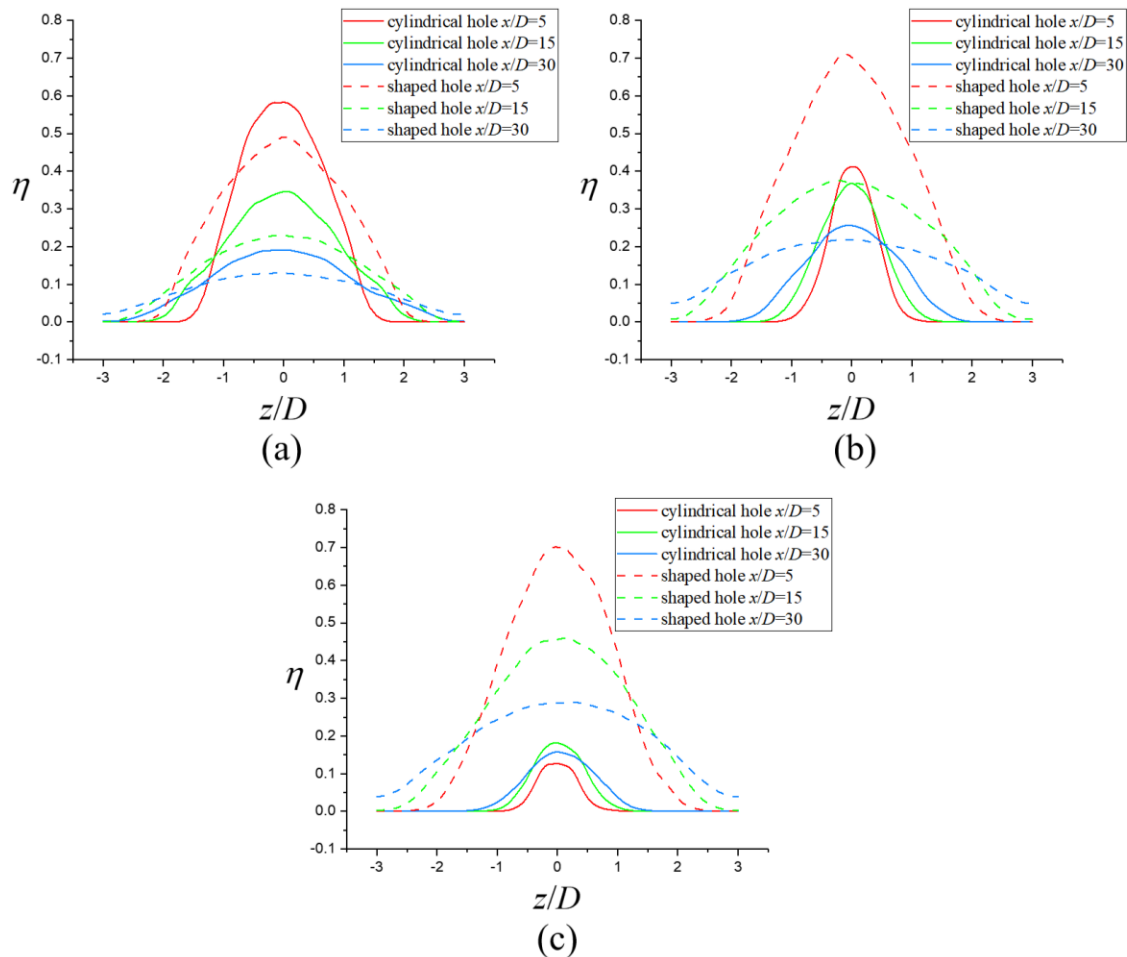 cylindrical hole x/D=5
cylindrical hole x/D=15
cylindrical hole x/D=30
shaped hole x/D=5
shaped hole x/D=15
shaped hole x/D=30
0.8
0.7
0.6
0.5
0.4
0.3
0.2
0.1
0.0
-0.1
η
-3 -2 -1 0 1 2 3
z/D
(a)
cylindrical hole x/D=5
cylindrical hole x/D=15
cylindrical hole x/D=30
shaped hole x/D=5
shaped hole x/D=15
shaped hole x/D=30
0.8
0.7
0.6
0.5
0.4
0.3
0.2
0.1
0.0
-0.1
η
-3 -2 -1 0 1 2 3
z/D
(b)
cylindrical hole x/D=5
cylindrical hole x/D=15
cylindrical hole x/D=30
shaped hole x/D=5
shaped hole x/D=15
shaped hole x/D=30
0.8
0.7
0.6
0.5
0.4
0.3
0.2
0.1
0.0
-0.1
η
-3 -2 -1 0 1 2 3
z/D
(c)